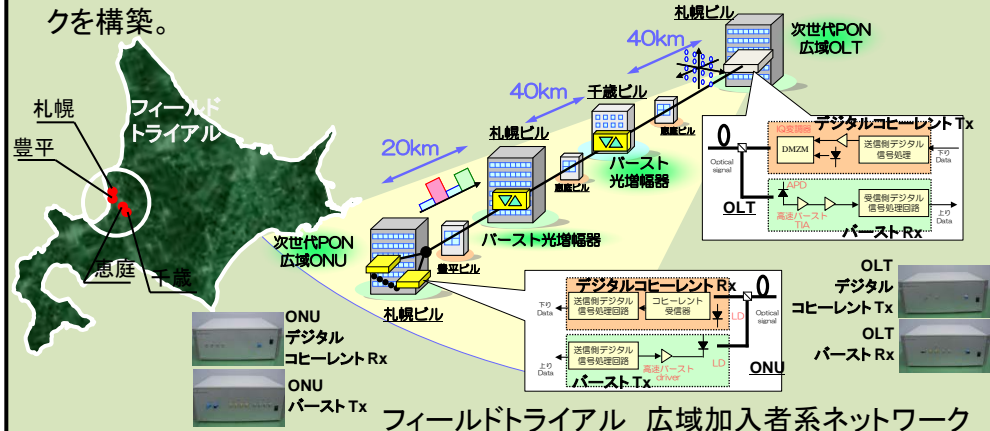 クを構築。
フィールド
トライアル
札幌
豊平
恵庭
千歳
札幌ビル
次世代PON
広域OLT
40km
40km
20km
千歳ビル
恵庭ビル
札幌ビル
恵庭ビル
バースト
光増幅器
バースト光増幅器
豊平ビル
次世代PON
広域ONU
札幌ビル
デジタルコヒーレントTx
IQ変調器
DMZM
送信側デジタル
信号処理
下り
Data
Optical
signal
OLT
APD
高速バースト
TIA
受信側デジタル
信号処理回路
上り
Data
バーストRx
デジタルコヒーレントRx
下り
Data
送信側デジタル
信号処理回路
コヒーレント
受信器
LD
Optical
signal
上り
Data
送信側デジタル
信号処理回路
高速バースト
driver
LD
バーストTx
ONU
ONU
デジタル
コヒーレントRx
ONU
バーストTx
OLT
デジタル
コヒーレントTx
OLT
バーストRx
フィールドトライアル 広域加入者系ネットワーク